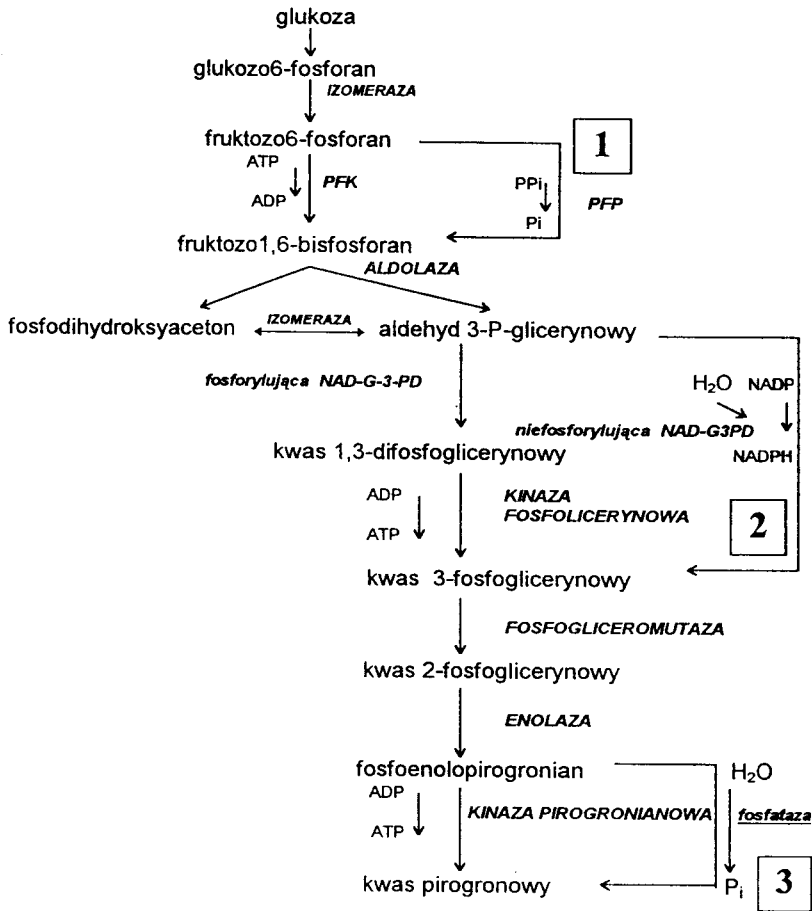 glukoza
glukozo6-fosforan
IZOMERAZA
fruktozo6-fosforan
1
ATP
PFK
ADP
PPi
PFP
Pi
fruktozo1,6-bisfosforan
ALDOLAZA
fosfodihydroksyaceton
IZOMERAZA
aldehyd 3-P-glicerynowy
fosforylująca NAD-G-3-PD
H₂O
NADP
niefosforylująca NAD-G3PD
NADPH
kwas 1,3-difosfoglicerynowy
ADP
ATP
KINAZA
FOSFOLICERYNOWA
2
kwas 3-fosfoglicerynowy
FOSFOGLICEROMUTAZA
kwas 2-fosfoglicerynowy
ENOLAZA
fosfoenolopirogronian
H₂O
ADP
ATP
KINAZA PIROGRONIANOWA
fosfataza
kwas pirogronowy
Pi
3